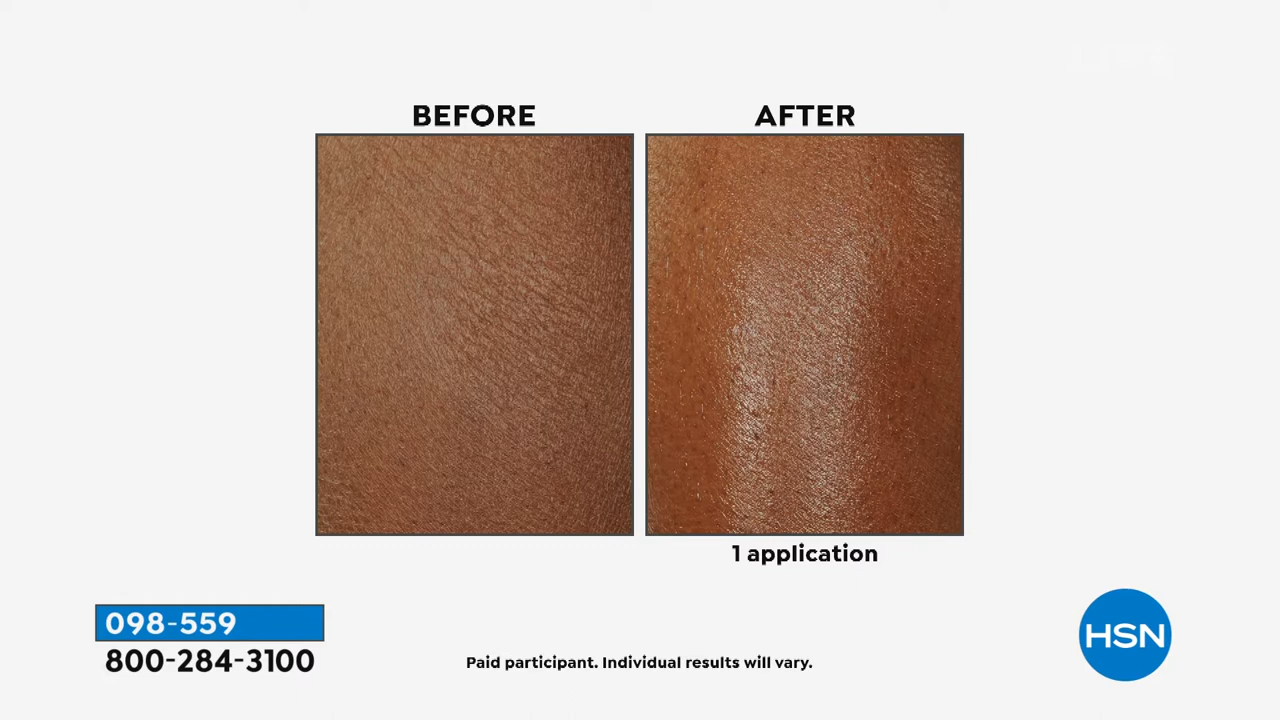 BEFORE
AFTER
1 application
098-559
800-284-3100
Paid participant. Individual results will vary.
HSN